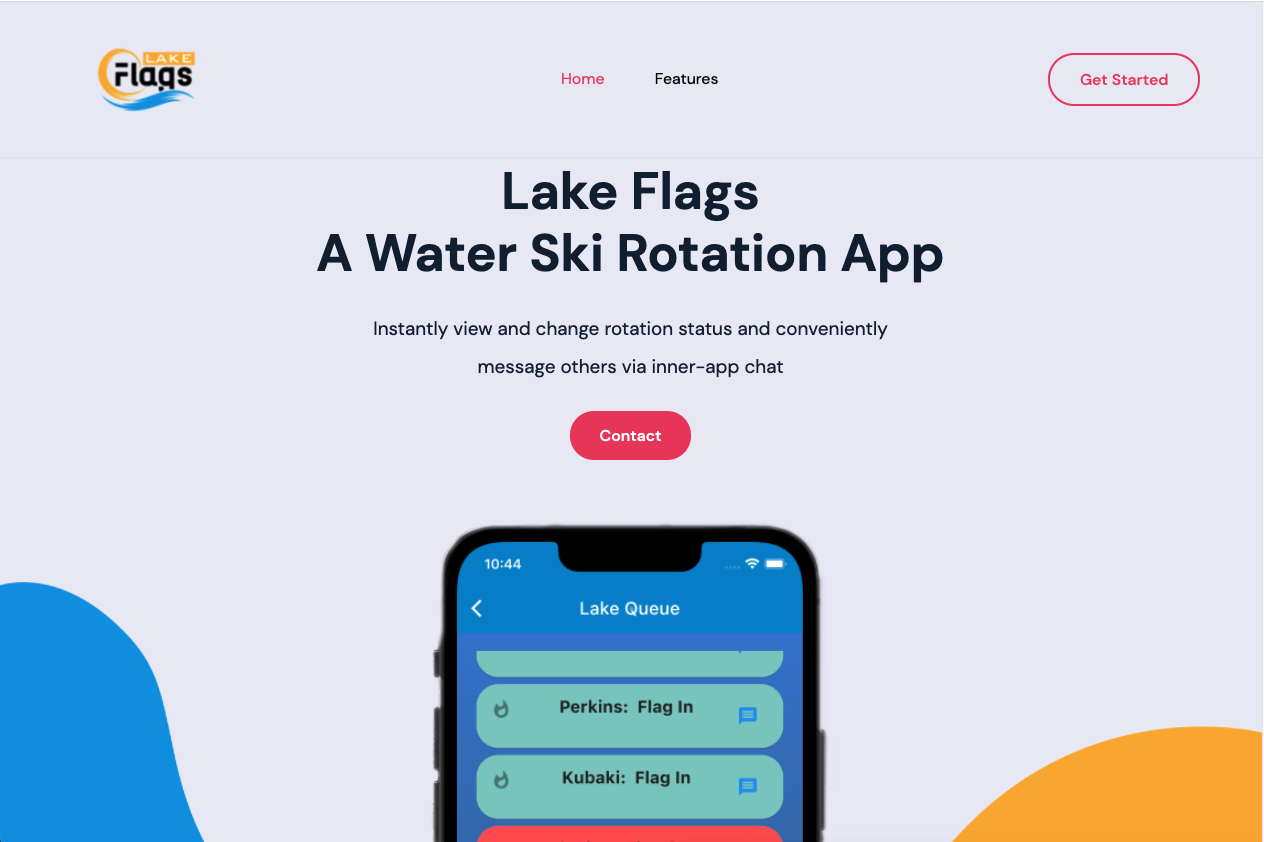 LAKE
Flags
Home
Features
Get Started
Lake Flags
A Water Ski Rotation App
Instantly view and change rotation status and conveniently
message others via inner-app chat
Contact
10:44
Lake Queue
Perkins: Flag In
Kubaki: Flag In